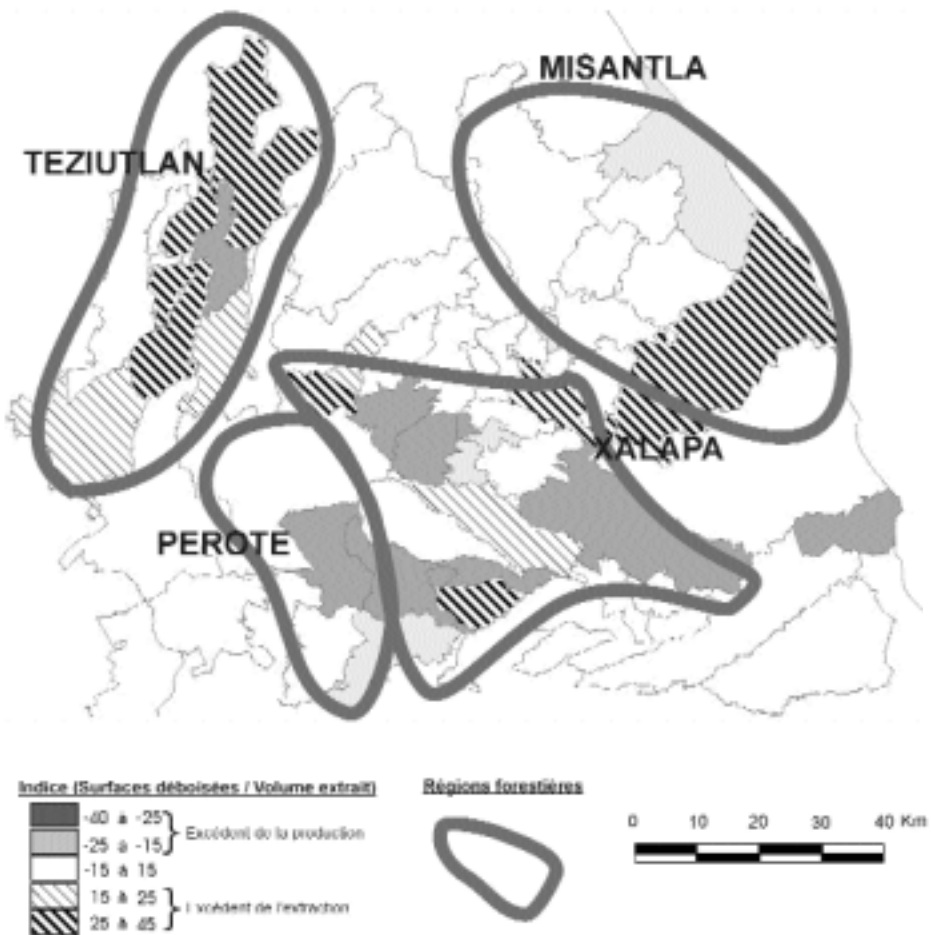 MISANTLA
TEZIUTLAN
XALAPA
PEROTE
Indice (Surfaces déboisées / Volume extrait)
-40 à -25
Excédent de la production
-25 à -15
-15 à 15
15 à 25
Excédent de l'extraction
25 à 45
Régions forestières
0 10 20 30 40 Km